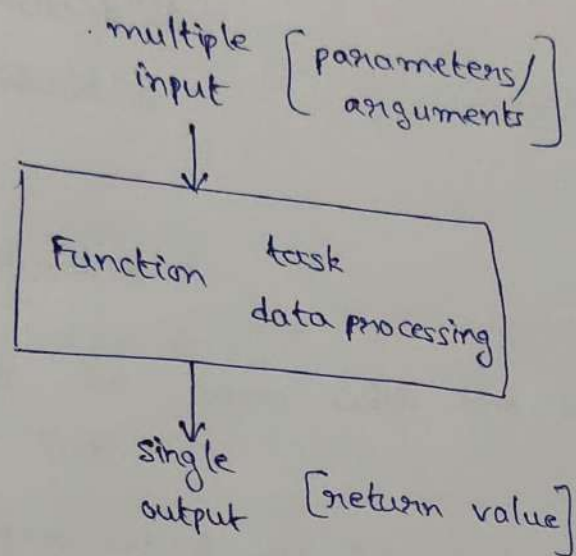 multiple [parameters/
input arguments]
Function task
data processing
single
output [return value]